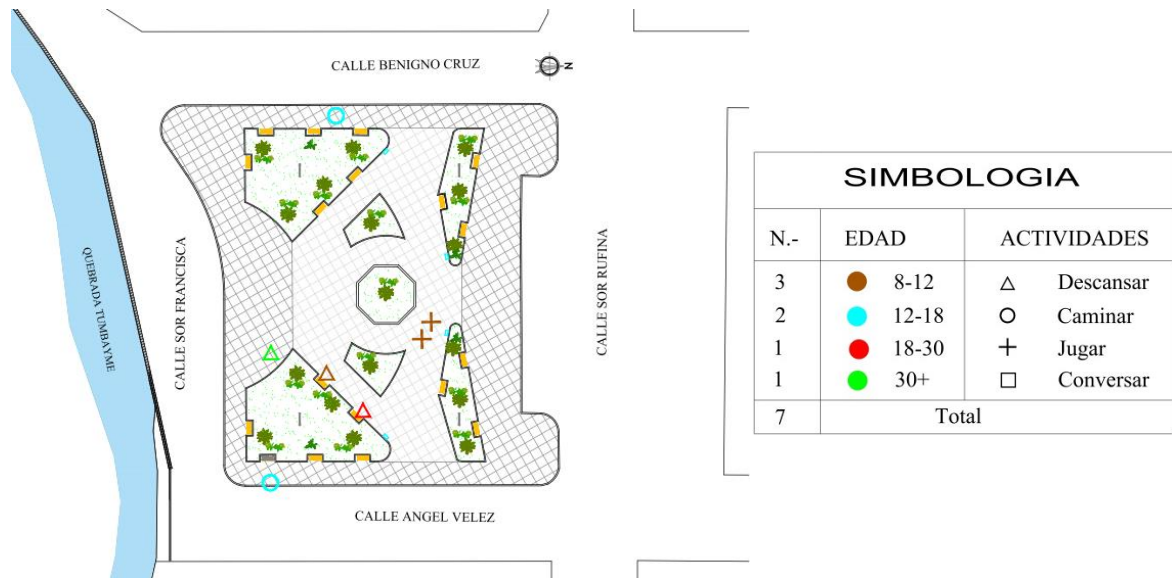 CALLE BENIGNO CRUZ
N
QUEBRADA TUMBAYME
CALLE SOR FRANCISCA
CALLE SOR RUFINA
CALLE ANGEL VELEZ
SIMBOLOGIA
N.- EDAD ACTIVIDADES
3 8-12 Descansar
2 12-18 Caminar
1 18-30 Jugar
1 30+ Conversar
7 Total